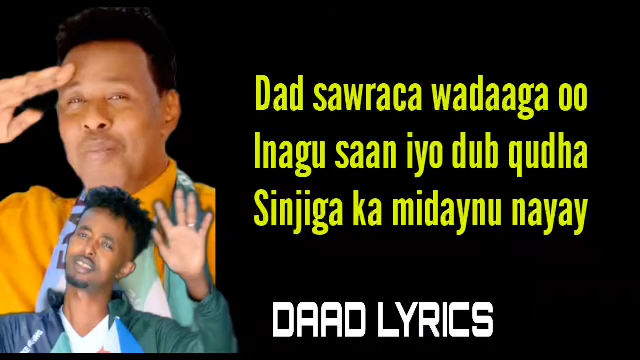 Dad sawraca wadaaga oo
Inagu saan iyo dub qudha
Sinjiga ka midaynu nayay
DAAD LYRICS